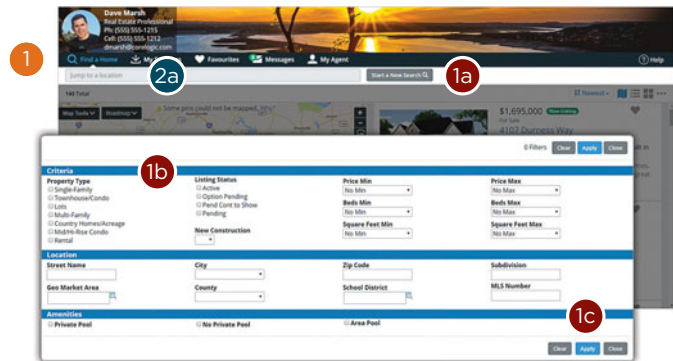 Dave Marsh
Real Estate Professional
Ph: (555) 555-1215
Cell: (555) 555-1212
dmarsh@corelogic.com
1
Find a Home
Favourites
Messages
My Agent
Help
Jump to a location
2a
Start a New Search
1a
140 Total
Newest
Map Tools
Roadmap
Some pins could not be mapped. Why?
$1,695,000
New Listing
For Sale
4107 Durness Way
0 Filters
Clear
Apply
Close
1b
Criteria
Property Type
Single-Family
Townhouse/Condo
Lots
Multi-Family
Country Homes/Acreage
Mid/Hi-Rise Condo
Rental
Listing Status
Active
Option Pending
Pend Cont to Show
Pending
New Construction
Price Min
No Min
Beds Min
No Min
Square Feet Min
No Min
Price Max
No Max
Beds Max
No Max
Square Feet Max
No Max
Location
Street Name
City
Zip Code
Subdivision
Geo Market Area
County
School District
MLS Number
Amenities
Private Pool
No Private Pool
Area Pool
1c
Clear
Apply
Close